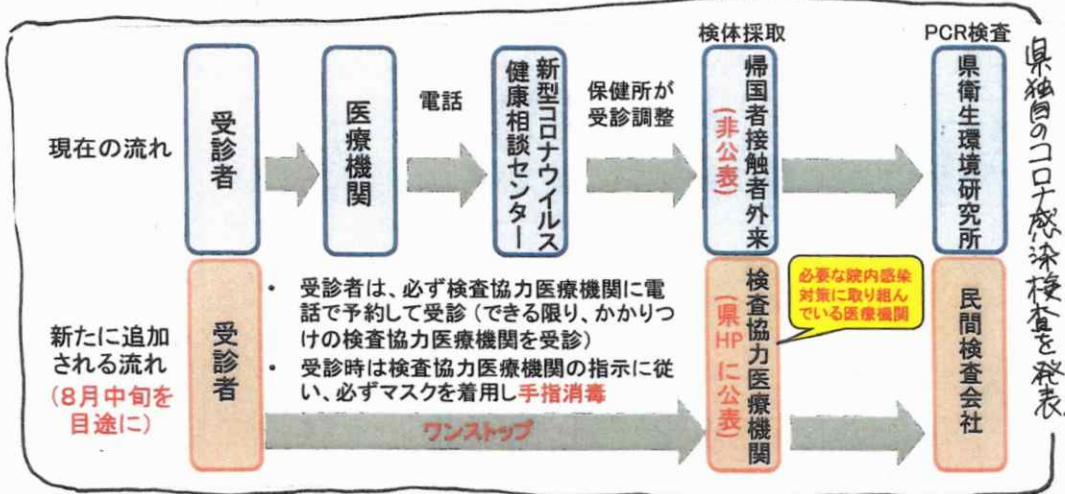 検体採取
PCR検査
現在の流れ
受診者
医療機関
電話
新型コロナウイルス
健康相談センター
保健所が
受診調整
帰国者接触者外来
(非公表)
県衛生環境研究所
新たに追加
される流れ
(8月中旬を
目途に)
受診者
・ 受診者は、必ず検査協力医療機関に電
話で予約して受診(できる限り、かかりつ
けの検査協力医療機関を受診)
・ 受診時は検査協力医療機関の指示に従
い、必ずマスクを着用し手指消毒
ワンストップ
検査協力医療機関
(県HPに公表)
必要な院内感染
対策に取り組ん
でいる医療機関
民間検査会社
県独自のコロナ感染検査を発表